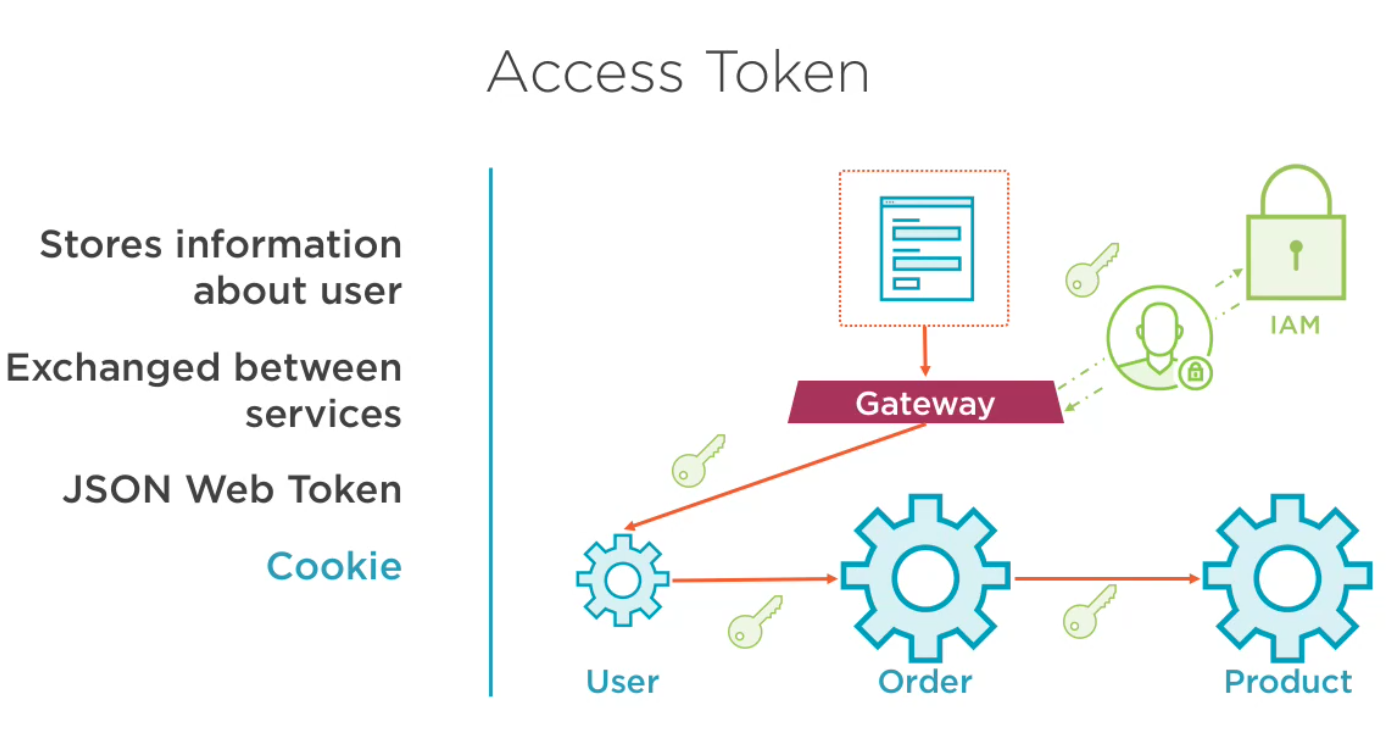 Access Token
Stores information
about user
Exchanged between
services
JSON Web Token
Cookie
IAM
Gateway
User
Order
Product